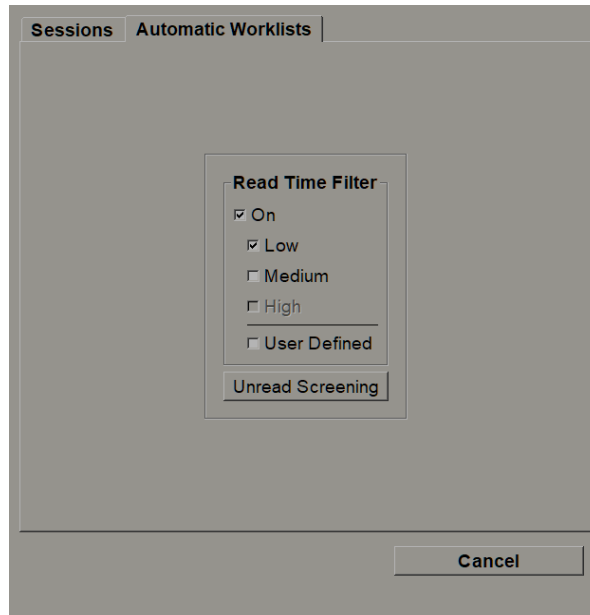 Sessions Automatic Worklists
Read Time Filter
On
Low
Medium
High
User Defined
Unread Screening
Cancel